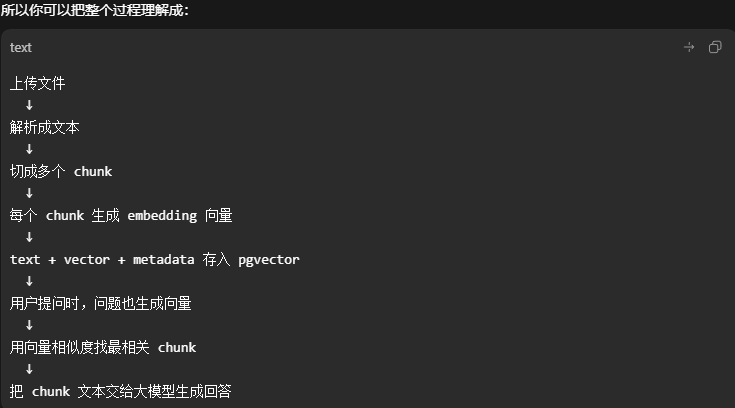 所以你可以把整个过程理解成：
text
上传文件
↓
解析成文本
↓
切成多个 chunk
↓
每个 chunk 生成 embedding 向量
↓
text + vector + metadata 存入 pgvector
↓
用户提问时，问题也生成向量
↓
用向量相似度找最相关 chunk
↓
把 chunk 文本交给大模型生成回答